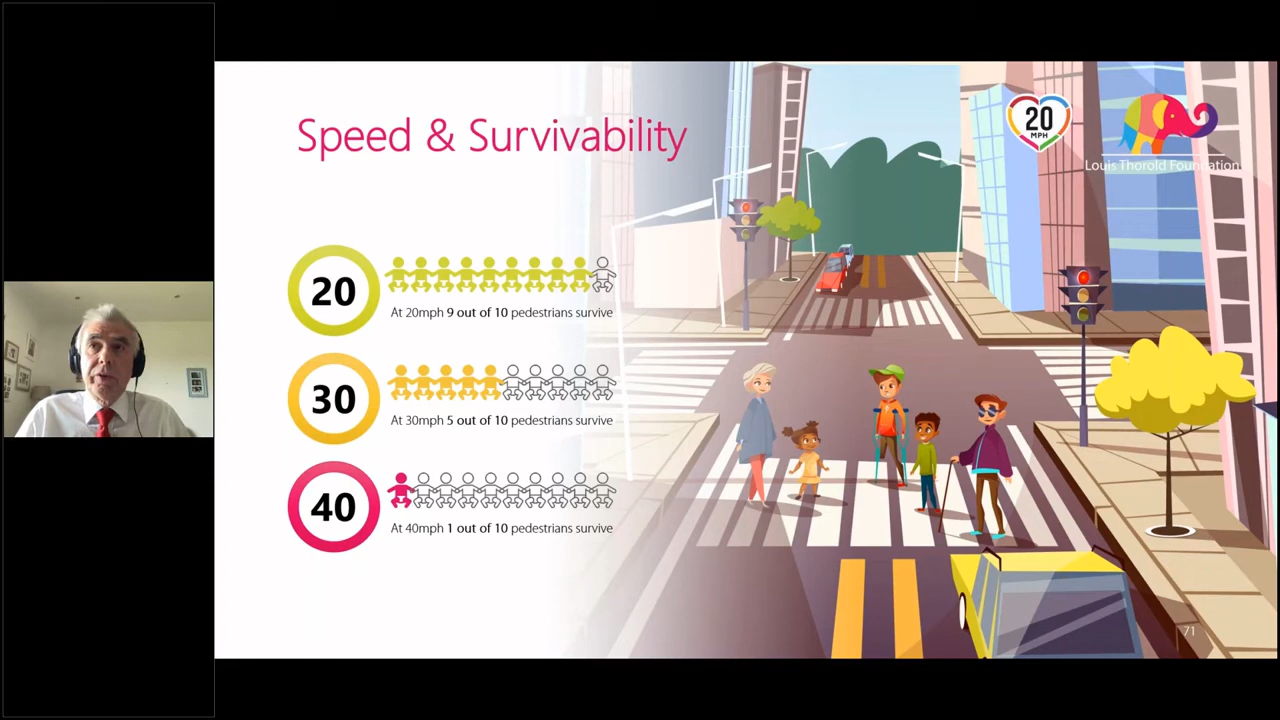 Speed & Survivability
20
MPH
Louis Thorold Foundation
20
At 20mph 9 out of 10 pedestrians survive
30
At 30mph 5 out of 10 pedestrians survive
40
At 40mph 1 out of 10 pedestrians survive
71